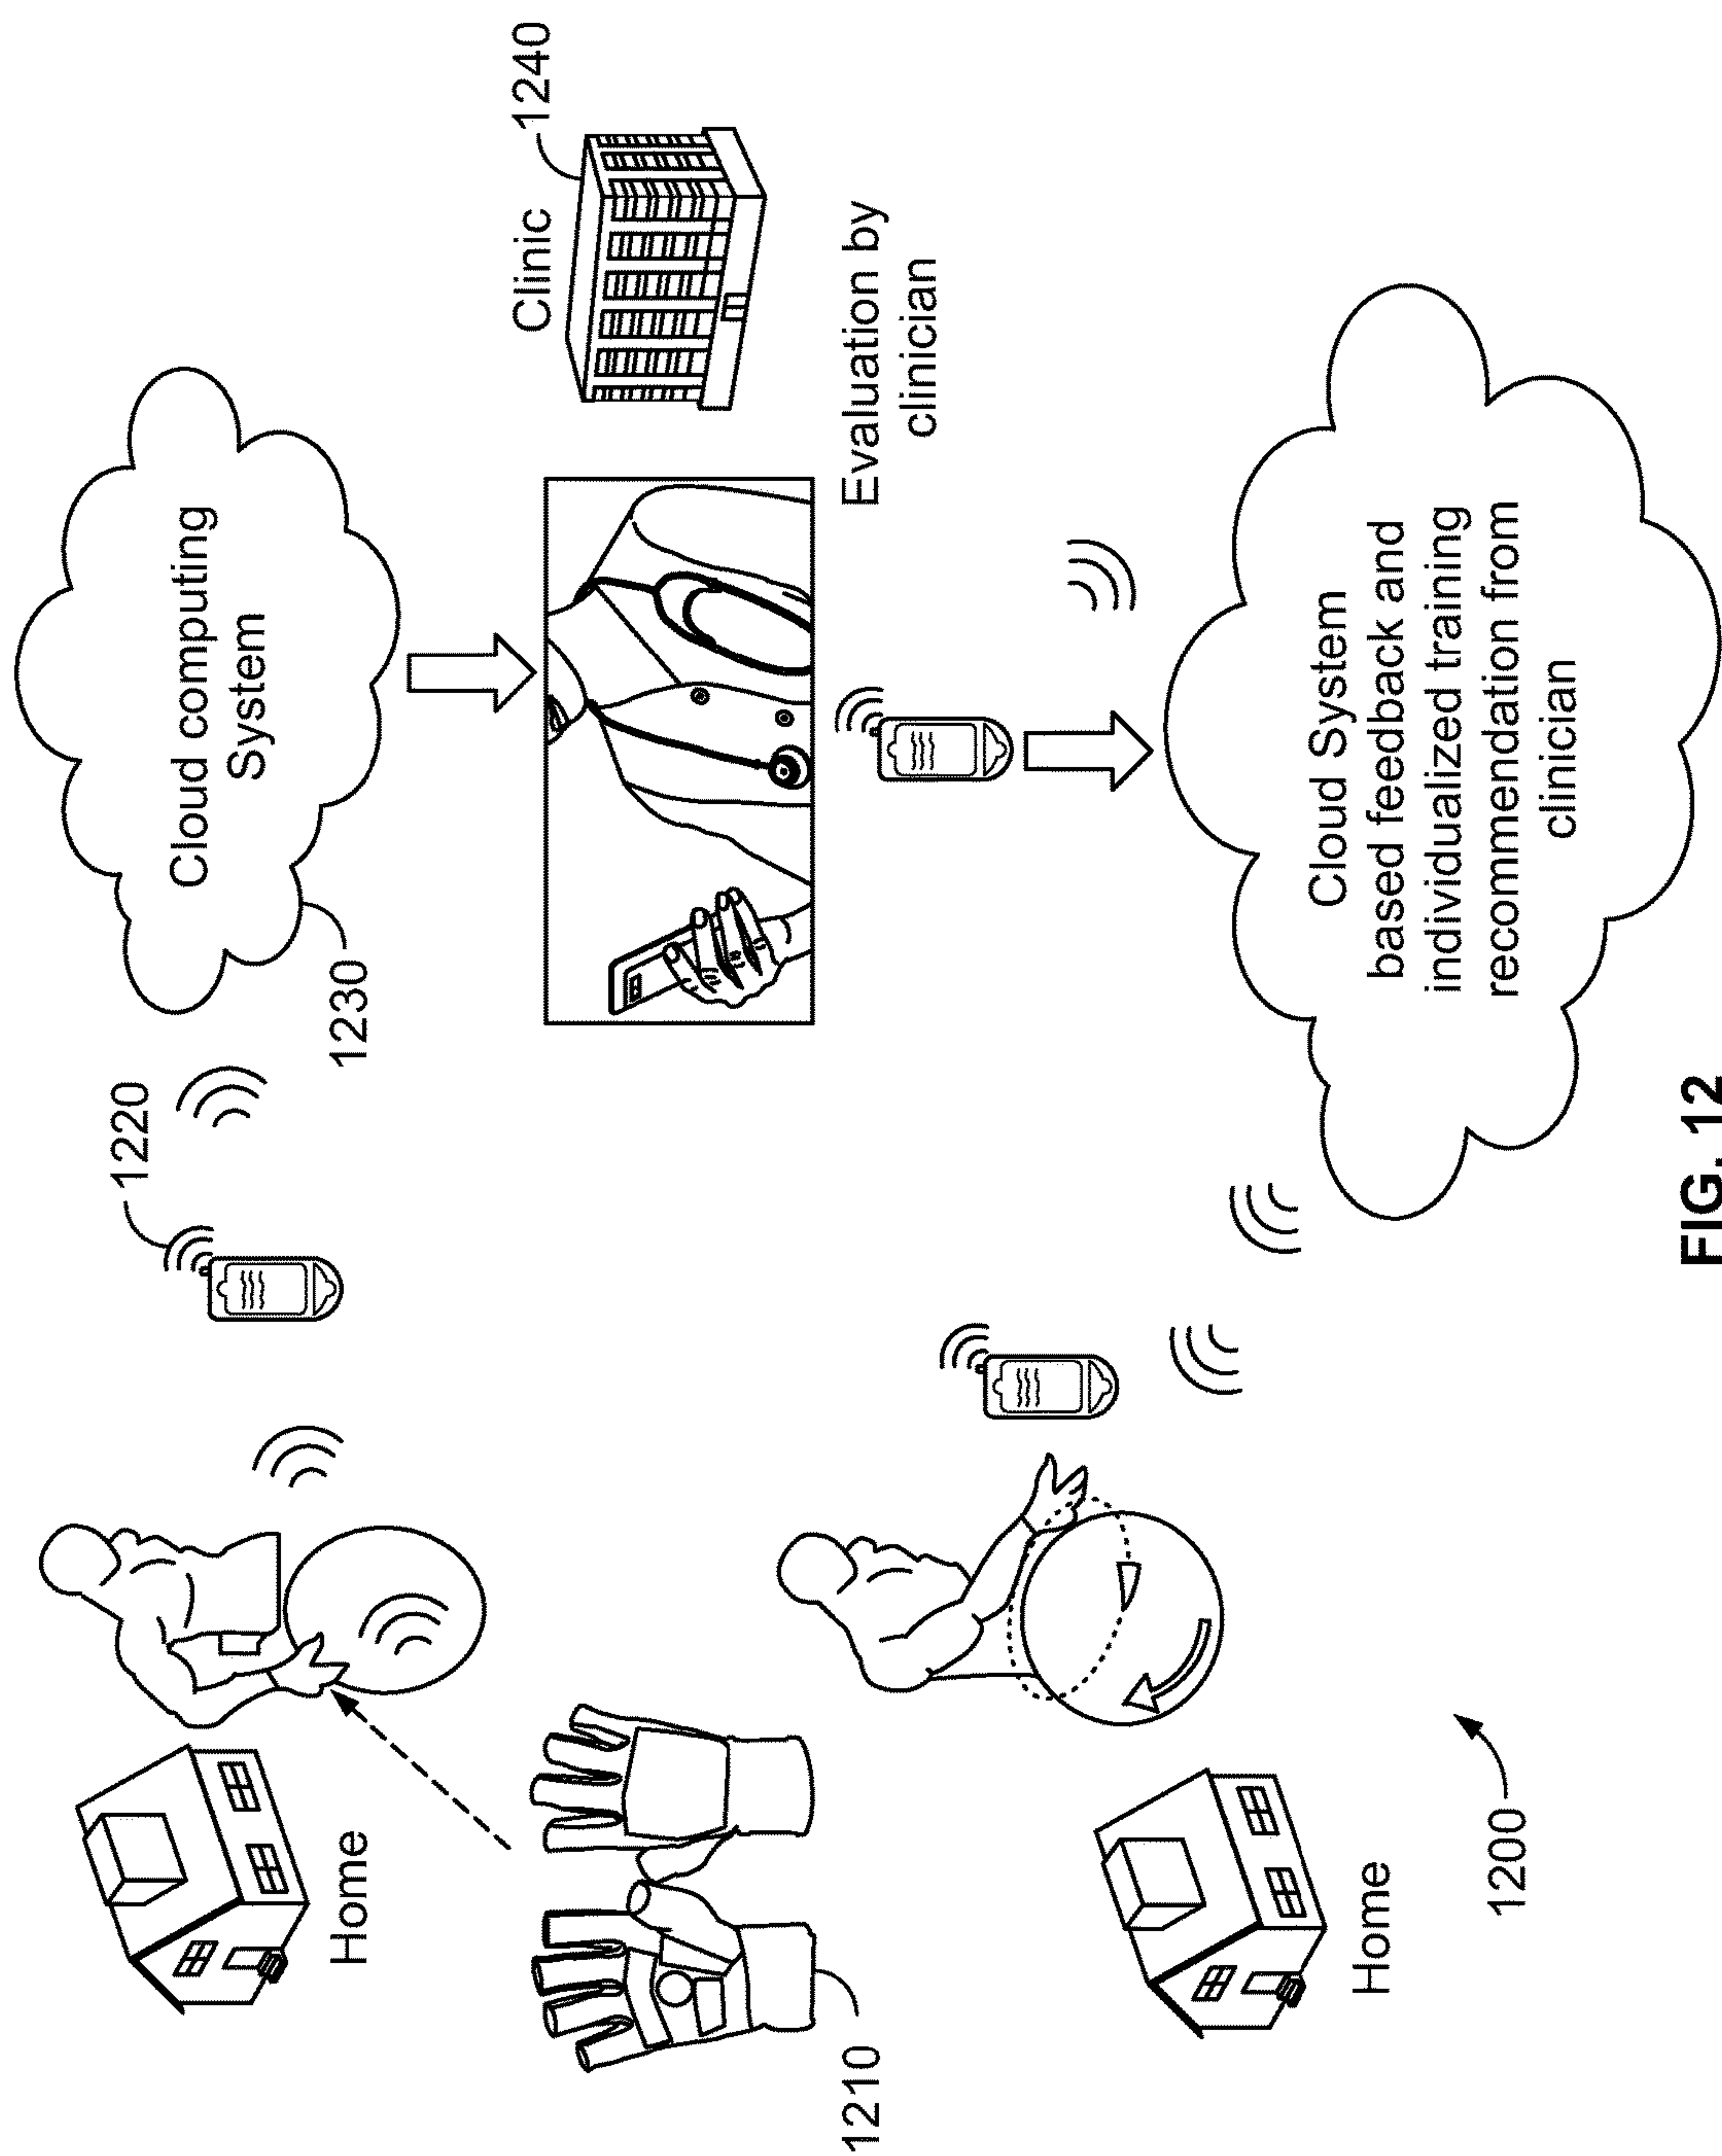 Home
1220
1230
Cloud computing
System
Clinic
1240
1210
Evaluation by
clinician
Home
1200
Cloud System
based feedback and
individualized training
recommendation from
clinician
FIG. 12